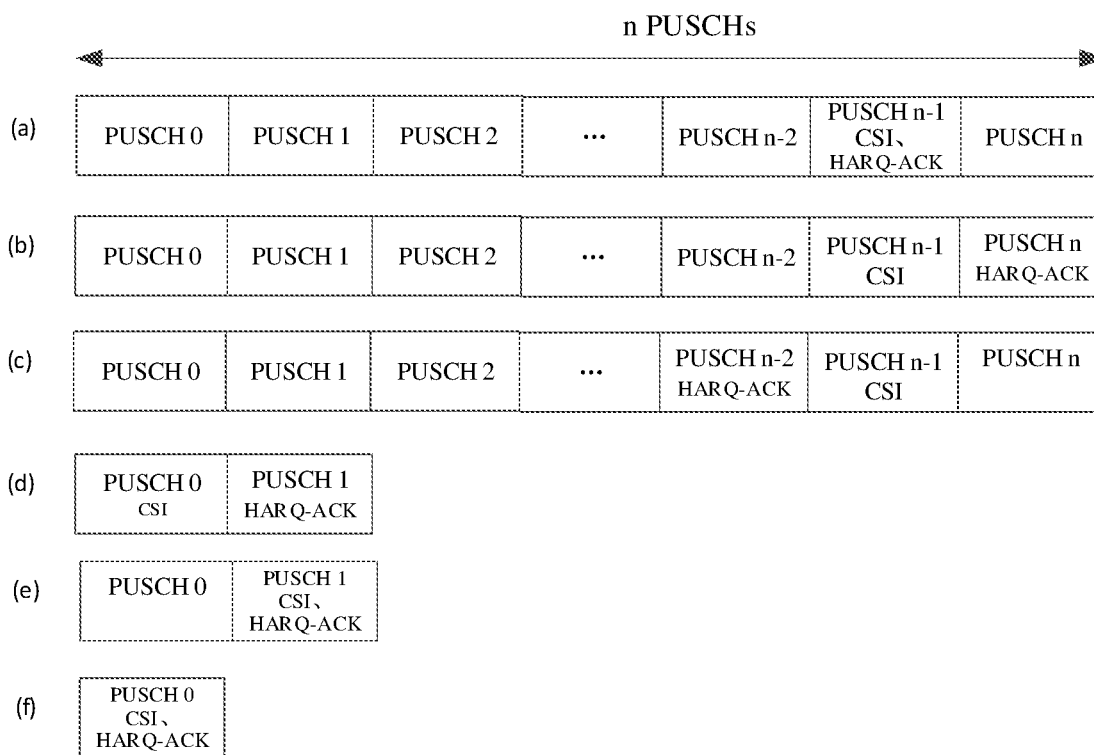 n PUSCHs
(a)
PUSCH 0
PUSCH 1
PUSCH 2
...
PUSCH n-2
PUSCH n-1
CSI、
HARQ-ACK
PUSCH n
(b)
PUSCH 0
PUSCH 1
PUSCH 2
...
PUSCH n-2
PUSCH n-1
CSI
PUSCH n
HARQ-ACK
(c)
PUSCH 0
PUSCH 1
PUSCH 2
...
PUSCH n-2
HARQ-ACK
PUSCH n-1
CSI
PUSCH n
(d)
PUSCH 0
CSI
PUSCH 1
HARQ-ACK
(e)
PUSCH 0
PUSCH 1
CSI、
HARQ-ACK
(f)
PUSCH 0
CSI、
HARQ-ACK